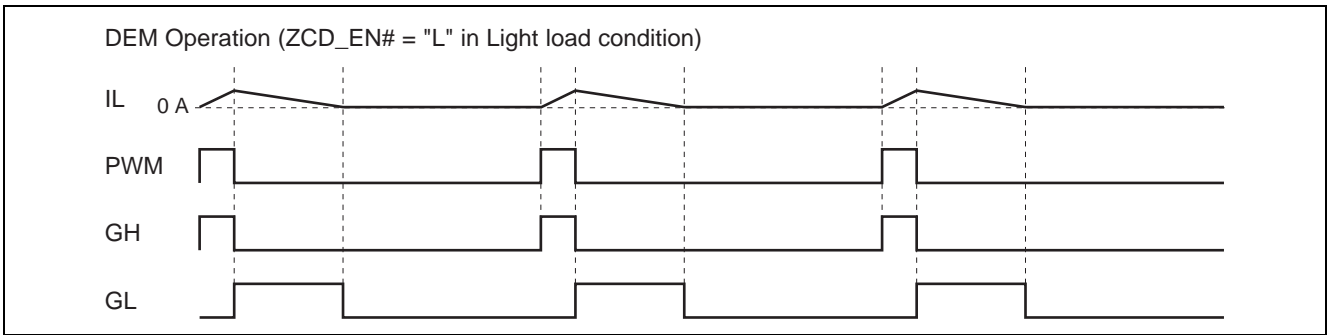 DEM Operation (ZCD_EN# = "L" in Light load condition)
IL 0 A
PWM
GH
GL